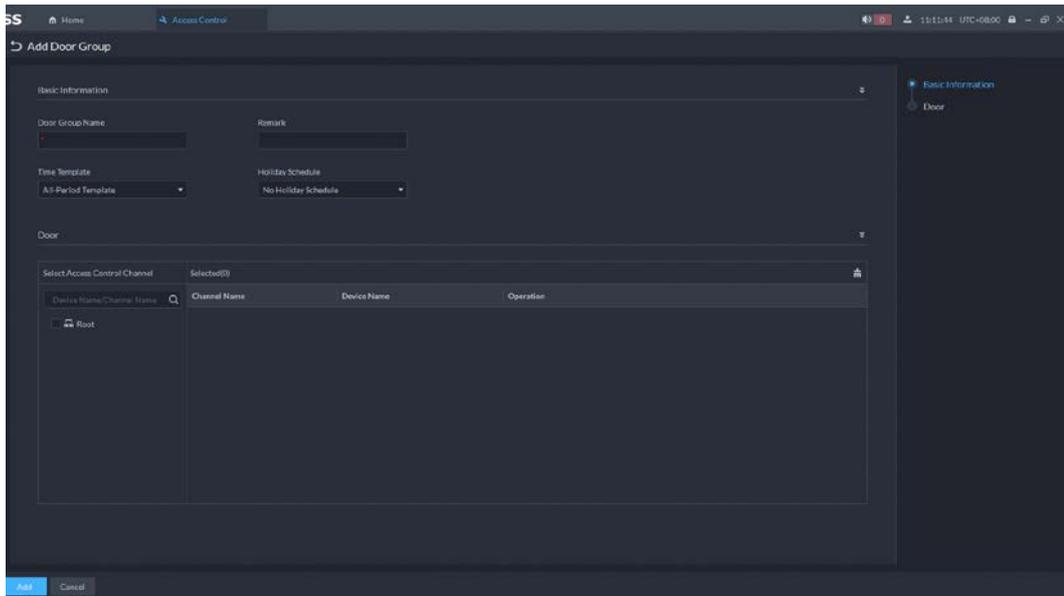 SS Home Access Control 0 11:11:44 UTC+08:00
Add Door Group
Basic Information
Basic Information
Door
Door Group Name Remark
*
Time Template Holiday Schedule
All-Period Template No Holiday Schedule
Door
Select Access Control Channel Selected(0)
Device Name/Channel Name Channel Name Device Name Operation
Root
Add Cancel